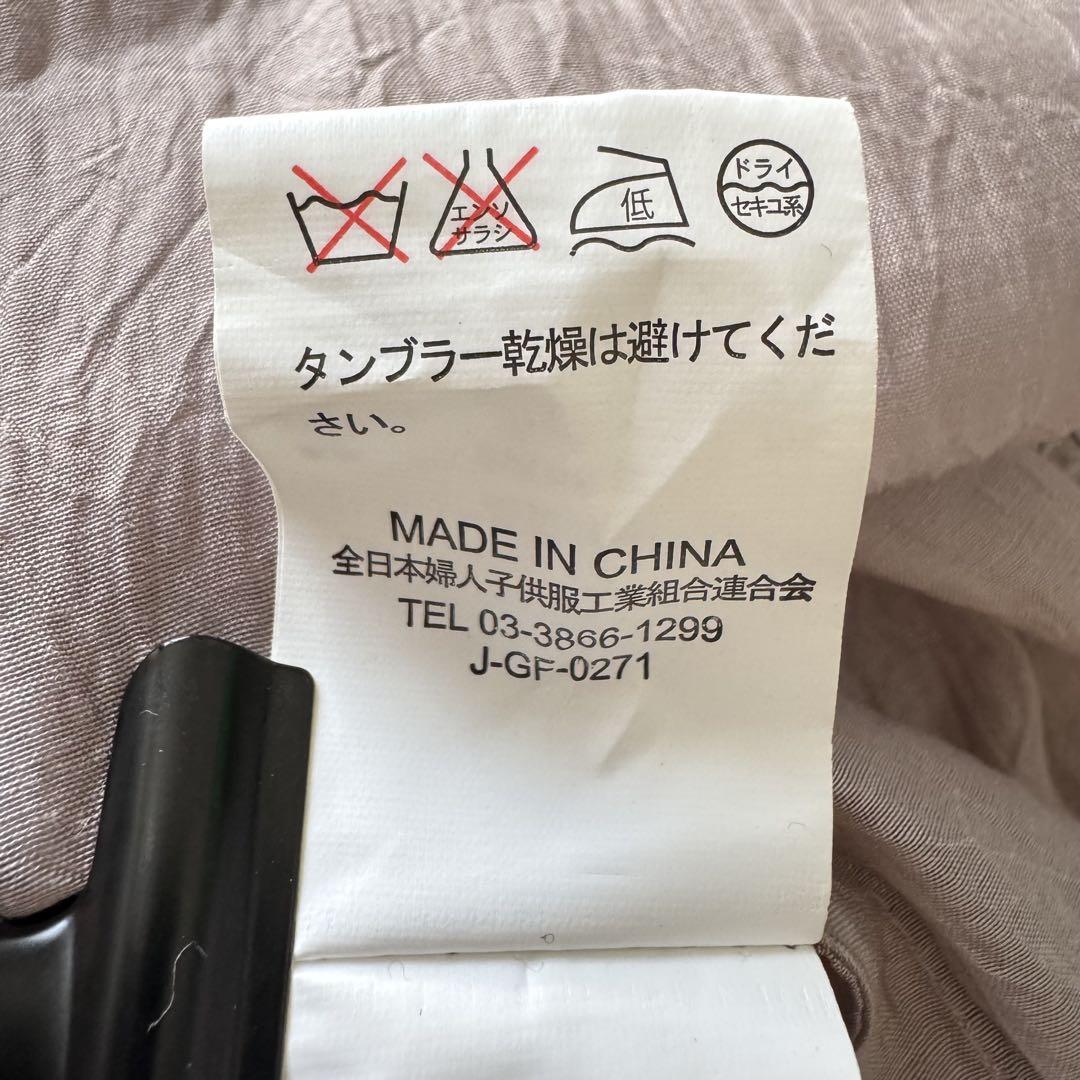 エンソ
サラシ
低
ドライ
セキユ系
タンブラー乾燥は避けてくだ
さい。
MADE IN CHINA
全日本婦人子供服工業組合連合会
TEL 03-3866-1299
J-GF-0271